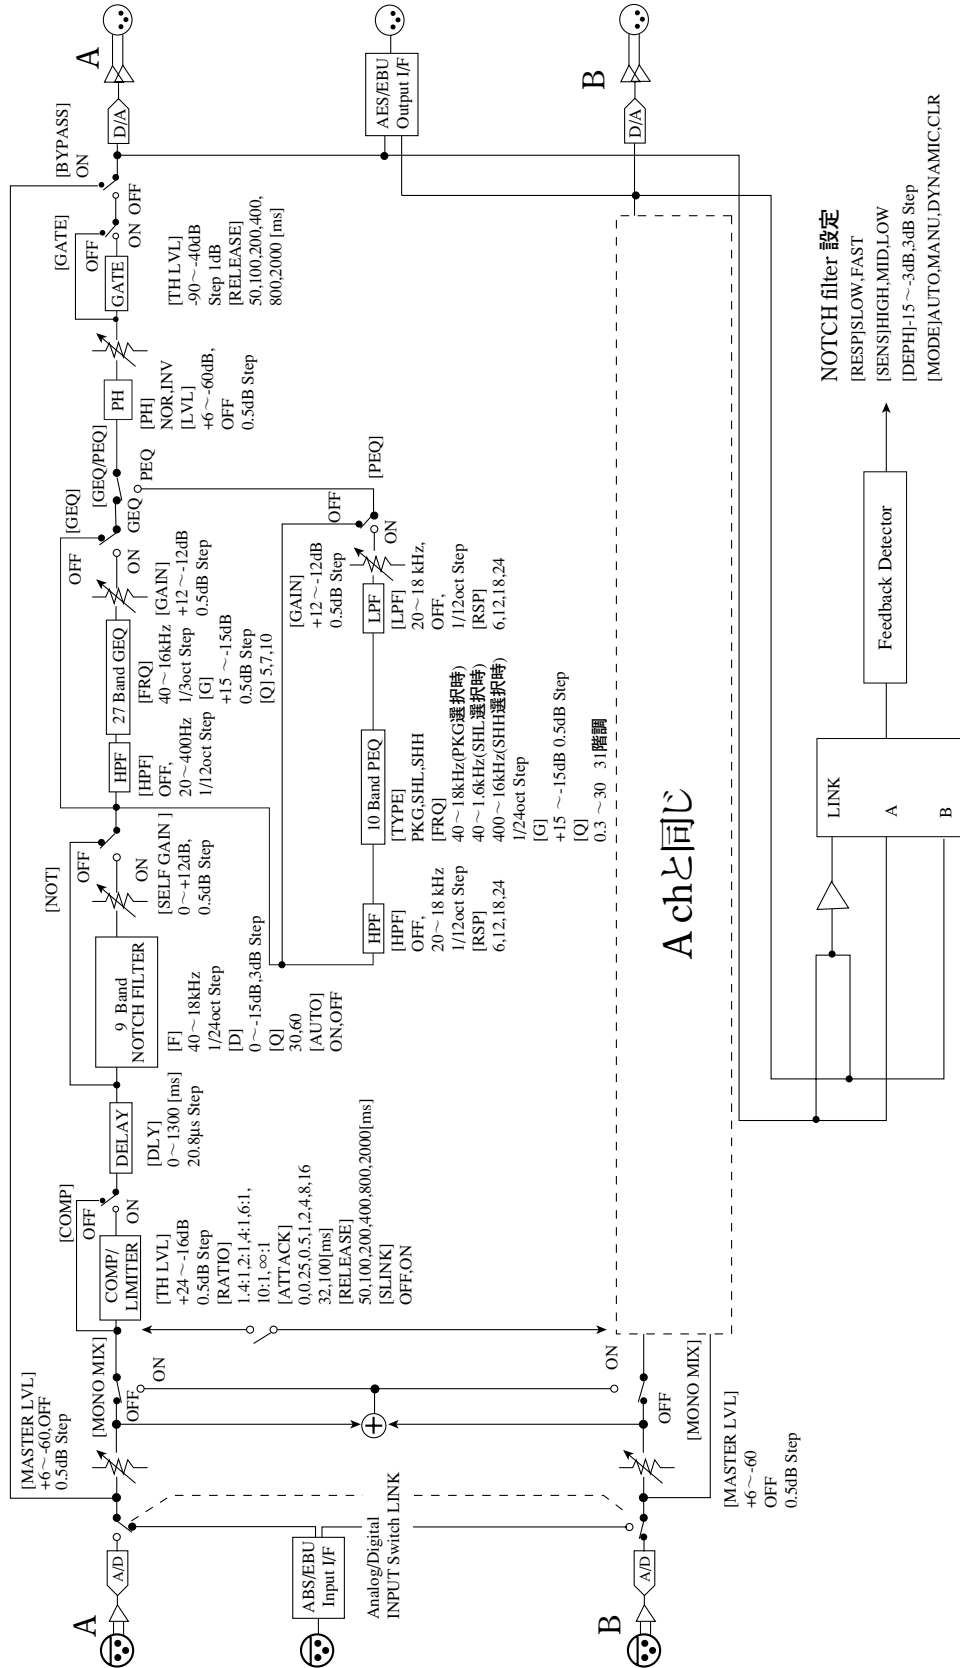 A
A/D
[MASTER LVL]
+6～-60,OFF
0.5dB Step
[MONO MIX]
OFF
ON
COMP/
LIMITER
[COMP]
OFF
ON
[TH LVL]
+24～-16dB
0.5dB Step
[RATIO]
1.4:1,2:1,4:1,6:1,
10:1,∞:1
[ATTACK]
0,0.25,0.5,1,2,4,8,16
32,100[ms]
[RELEASE]
50,100,200,400,800,2000[ms]
[SLINK]
OFF,ON
DELAY
[DLY]
0～1300 [ms]
20.8μs Step
[NOT]
9 Band
NOTCH FILTER
OFF
ON
[F]
40～18kHz
1/24oct Step
[D]
0～-15dB,3dB Step
[Q]
30,60
[AUTO]
ON,OFF
[SELF GAIN ]
0～+12dB,
0.5dB Step
HPF
[HPF]
OFF,
20～400Hz
1/12oct Step
27 Band GEQ
[FRQ]
40～16kHz
1/3oct Step
[G]
+15 ～-15dB
0.5dB Step
[Q] 5,7,10
[GAIN]
+12～-12dB
0.5dB Step
[GEQ]
OFF
ON
[GEQ/PEQ]
GEQ
PEQ
PH
[PH]
NOR,INV
[LVL]
+6～-60dB,
OFF
0.5dB Step
[GATE]
OFF
GATE
ON
[TH LVL]
-90～-40dB
Step 1dB
[RELEASE]
50,100,200,400,
800,2000 [ms]
[BYPASS]
ON
OFF
D/A
A
HPF
[HPF]
OFF,
20～18 kHz
1/12oct Step
[RSP]
6,12,18,24
10 Band PEQ
[TYPE]
PKG,SHL,SHH
[FRQ]
40～18kHz(PKG選択時)
40～1.6kHz(SHL選択時)
400～16kHz(SHH選択時)
1/24oct Step
[G]
+15 ～-15dB 0.5dB Step
[Q]
0.3 ～30 31階調
LPF
[LPF]
20～18 kHz,
OFF,
1/12oct Step
[RSP]
6,12,18,24
[GAIN]
+12～-12dB
0.5dB Step
OFF
ON
[PEQ]
AES/EBU
Output I/F
ABS/EBU
Input I/F
Analog/Digital
INPUT Switch LINK
B
A/D
[MASTER LVL]
+6～-60
OFF
0.5dB Step
OFF
ON
[MONO MIX]
A chと同じ
D/A
B
LINK
A
B
Feedback Detector
NOTCH filter 設定
[RESP]SLOW,FAST
[SENS]HIGH,MID,LOW
[DEPH]-15 ～-3dB,3dB Step
[MODE]AUTO,MANU,DYNAMIC,CLR